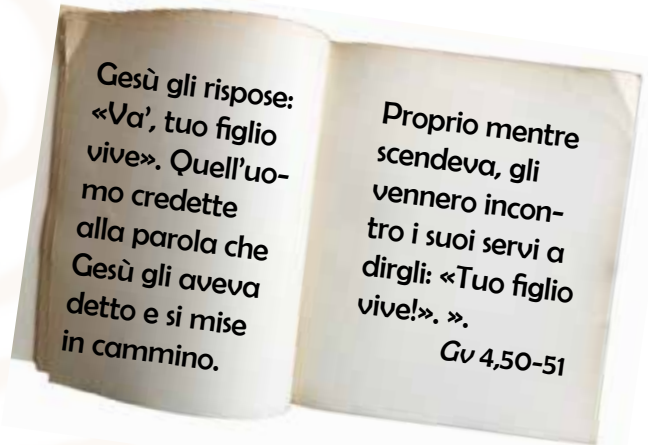 Gesù gli rispose:
«Va', tuo figlio
vive». Quell'uo-
mo credette
alla parola che
Gesù gli aveva
detto e si mise
in cammino.
Proprio mentre
scendeva, gli
vennero incon-
tro i suoi servi a
dirgli: «Tuo figlio
vive!». ».
Gv 4,50-51